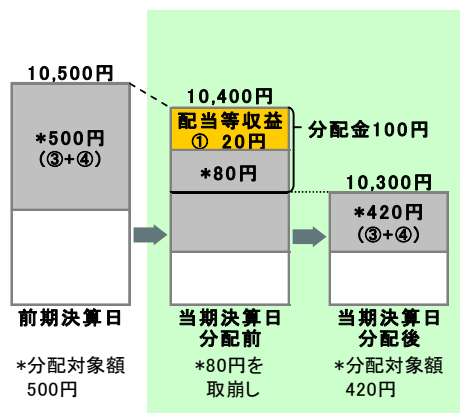 10,500円
*500円
(③+④)
前期決算日
*分配対象額
500円
10,400円
配当等収益
① 20円
*80円
分配金100円
当期決算日
分配前
*80円を
取崩し
10,300円
*420円
(③+④)
当期決算日
分配後
*分配対象額
420円